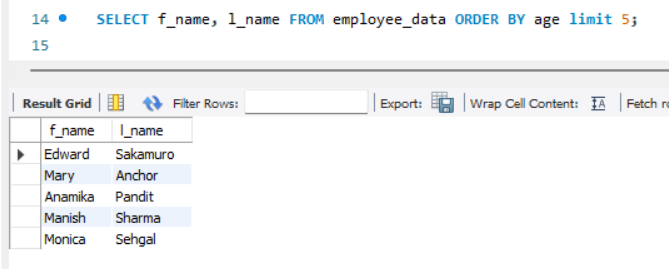 14 SELECT f_name, l_name FROM employee_data ORDER BY age limit 5;
15
Result Grid Filter Rows: Export: Wrap Cell Content: Fetch
f_name l_name
Edward Sakamuro
Mary Anchor
Anamika Pandit
Manish Sharma
Monica Sehgal